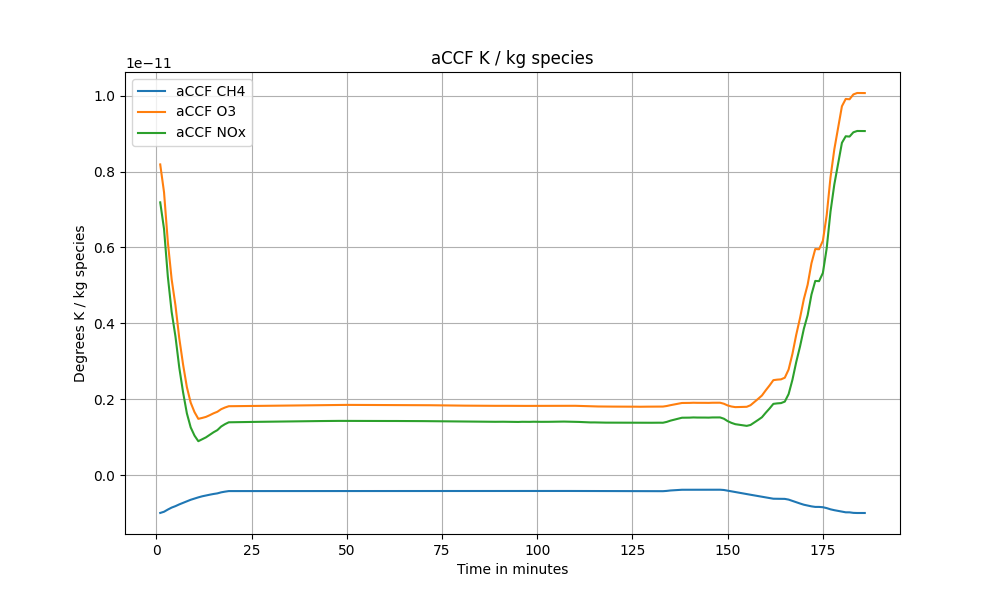 aCCF K / kg species
1e−11
aCCF CH4
aCCF O3
aCCF NOx
1.0
0.8
0.6
0.4
0.2
0.0
Degrees K / kg species
0 25 50 75 100 125 150 175
Time in minutes